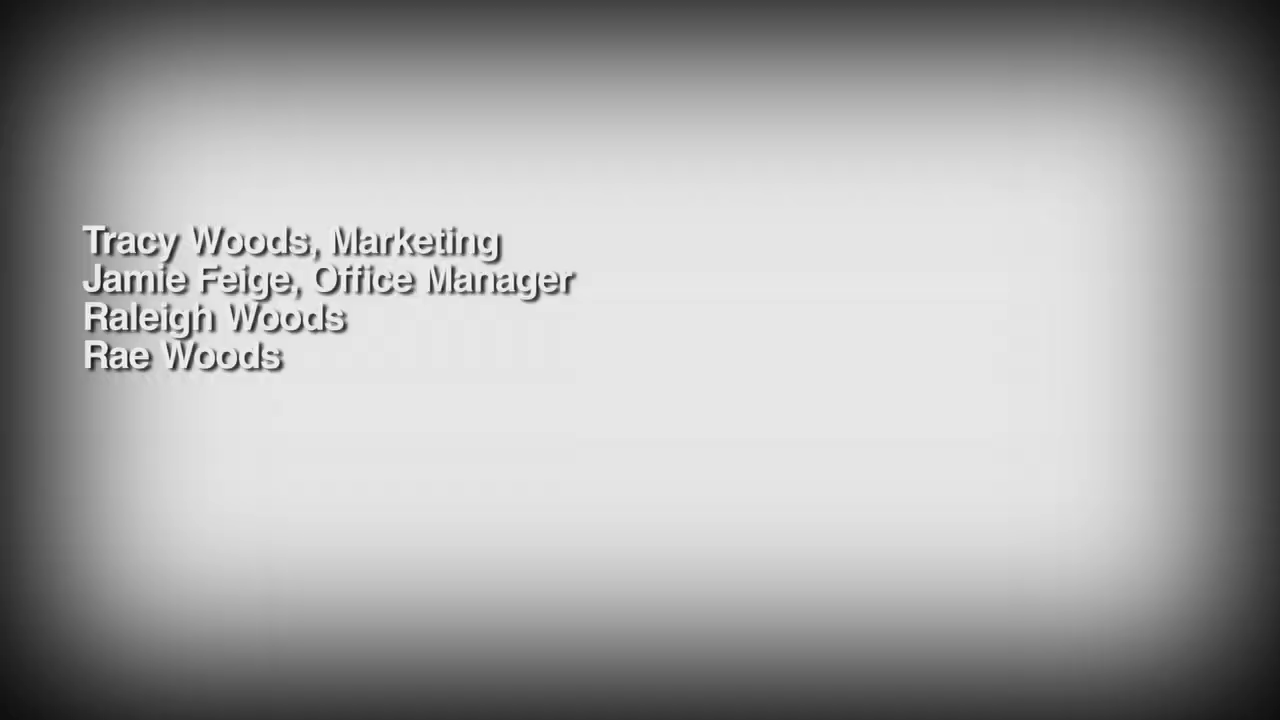 Tracy Woods, Marketing
Jamie Feige, Office Manager
Raleigh Woods
Rae Woods